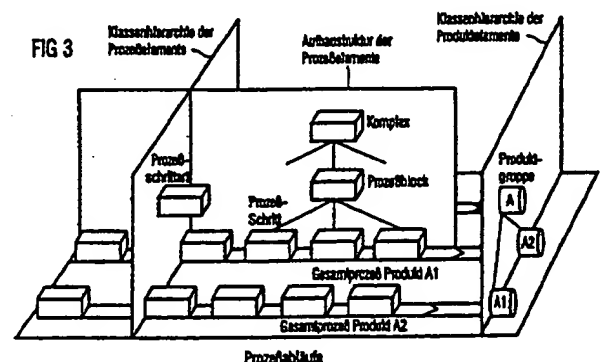 FIG 3
Klassenhierarchie der
Prozeßelemente
Aufbaustruktur der
Prozeßelemente
Klassenhierarchie der
Produktelemente
Komplex
Prozeß-
schrittart
Prozeßblock
Prozeß-
Schritt
Produkt-
gruppe
A
A2
A1
Gesamtprozeß Produkt A1
Gesamtprozeß Produkt A2
Prozeßabläufe